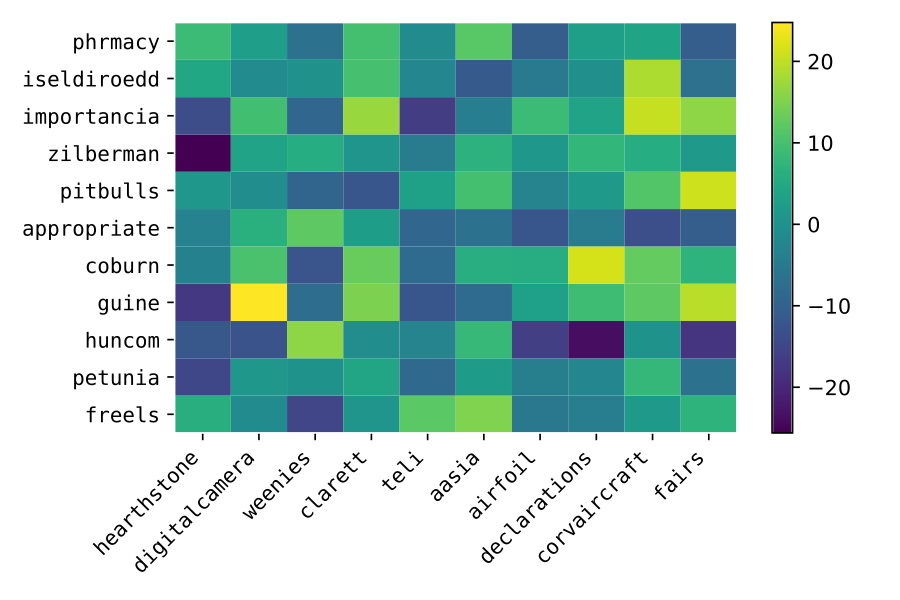 phrmacy
iseldiroedd
importancia
zilberman
pitbulls
appropriate
coburn
guine
huncom
petunia
freels
hearthstone
digitalcamera
weenies
clarett
teli
aasia
airfoil
declarations
corvaircraft
fairs
20
10
0
−10
−20